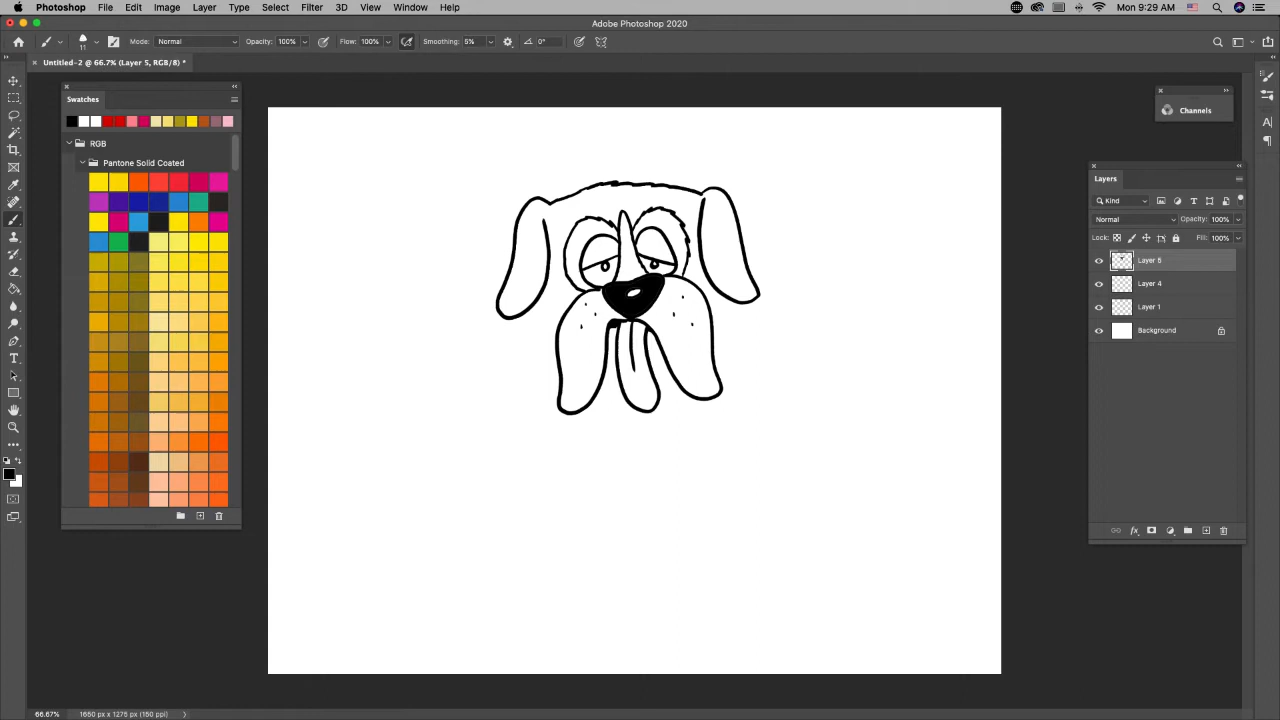 Photoshop File Edit Image Layer Type Select Filter 3D View Window Help Mo 9:29 AM
Adobe Photoshop 2020
11 Mode: Normal Opacity: 100% Flow: 100% Smoothing: 5% 0°
Untitled-2 @ 66.7% (Layer 5, RGB/8) *
Swatches
RGB
Pantone Solid Coated
Channels
A
Layers
Kind
Normal Opacity: 100%
Lock: Fill: 100%
Layer 5
Layer 4
Layer 1
Background
T
fx
66.67% 1650 px x 1275 px (150 ppi)